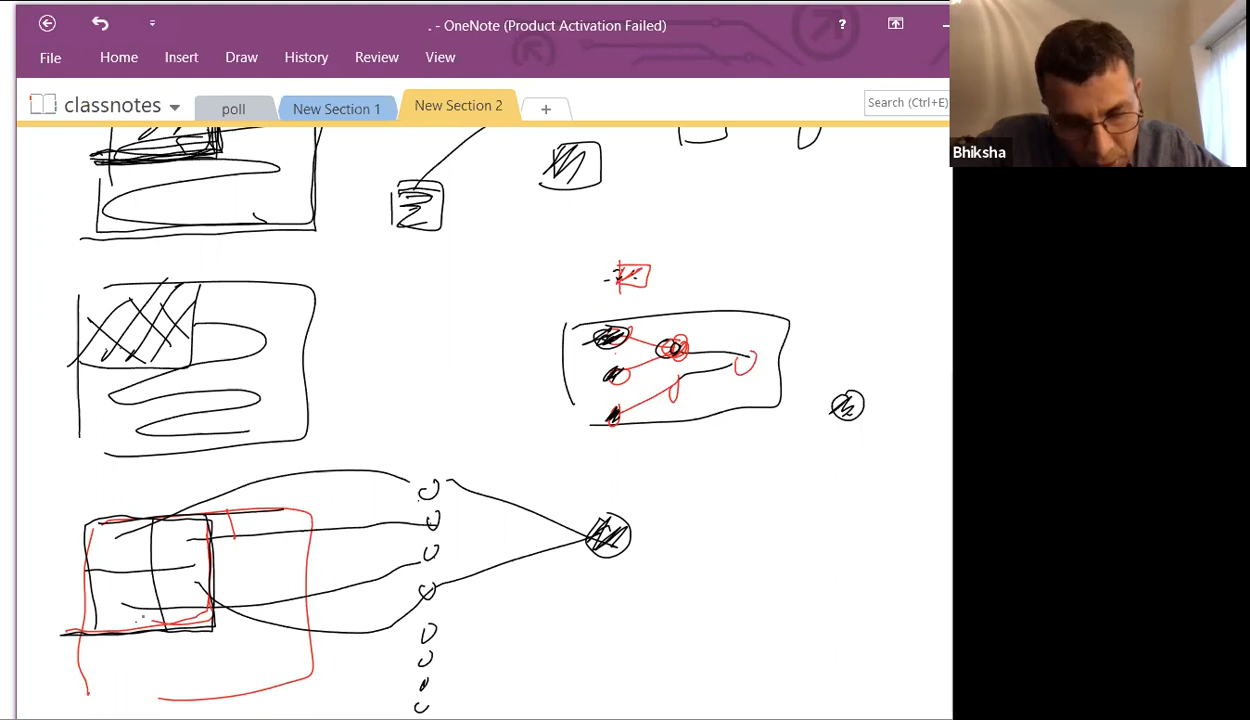 . - OneNote (Product Activation Failed)
?
File Home Insert Draw History Review View
classnotes poll New Section 1 New Section 2 + Search (Ctrl+E)
Bhiksha